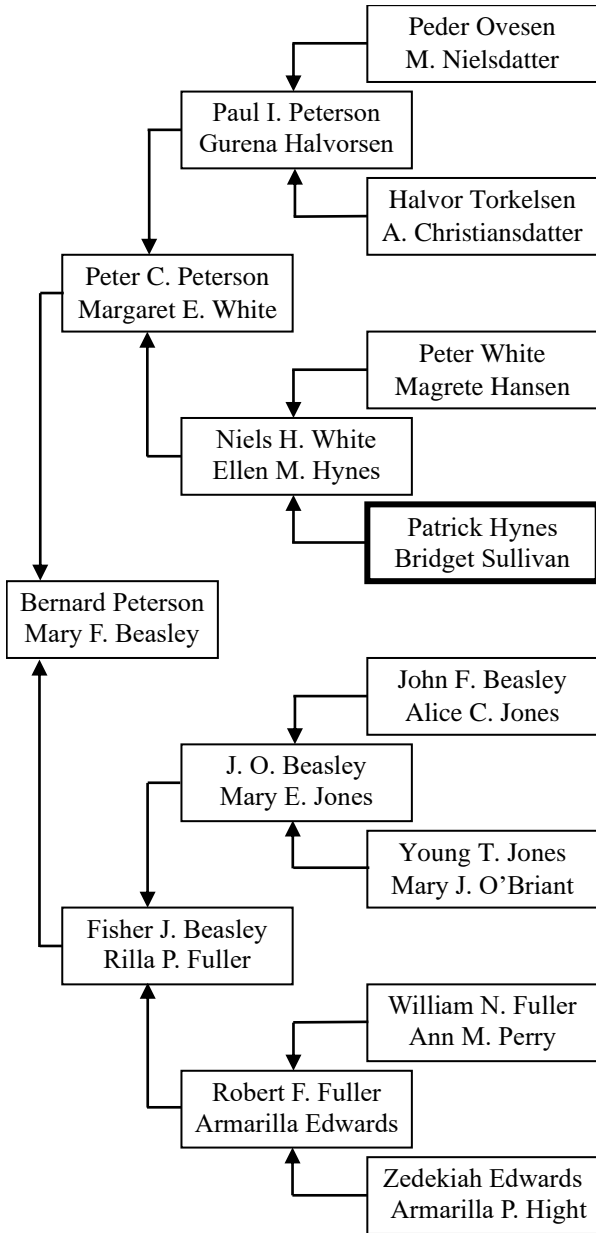 Peder Ovesen
M. Nielsdatter
Paul I. Peterson
Gurena Halvorsen
Halvor Torkelsen
A. Christiansdatter
Peter C. Peterson
Margaret E. White
Peter White
Magrete Hansen
Niels H. White
Ellen M. Hynes
Patrick Hynes
Bridget Sullivan
Bernard Peterson
Mary F. Beasley
John F. Beasley
Alice C. Jones
J. O. Beasley
Mary E. Jones
Young T. Jones
Mary J. O’Briant
Fisher J. Beasley
Rilla P. Fuller
William N. Fuller
Ann M. Perry
Robert F. Fuller
Armarilla Edwards
Zedekiah Edwards
Armarilla P. Hight